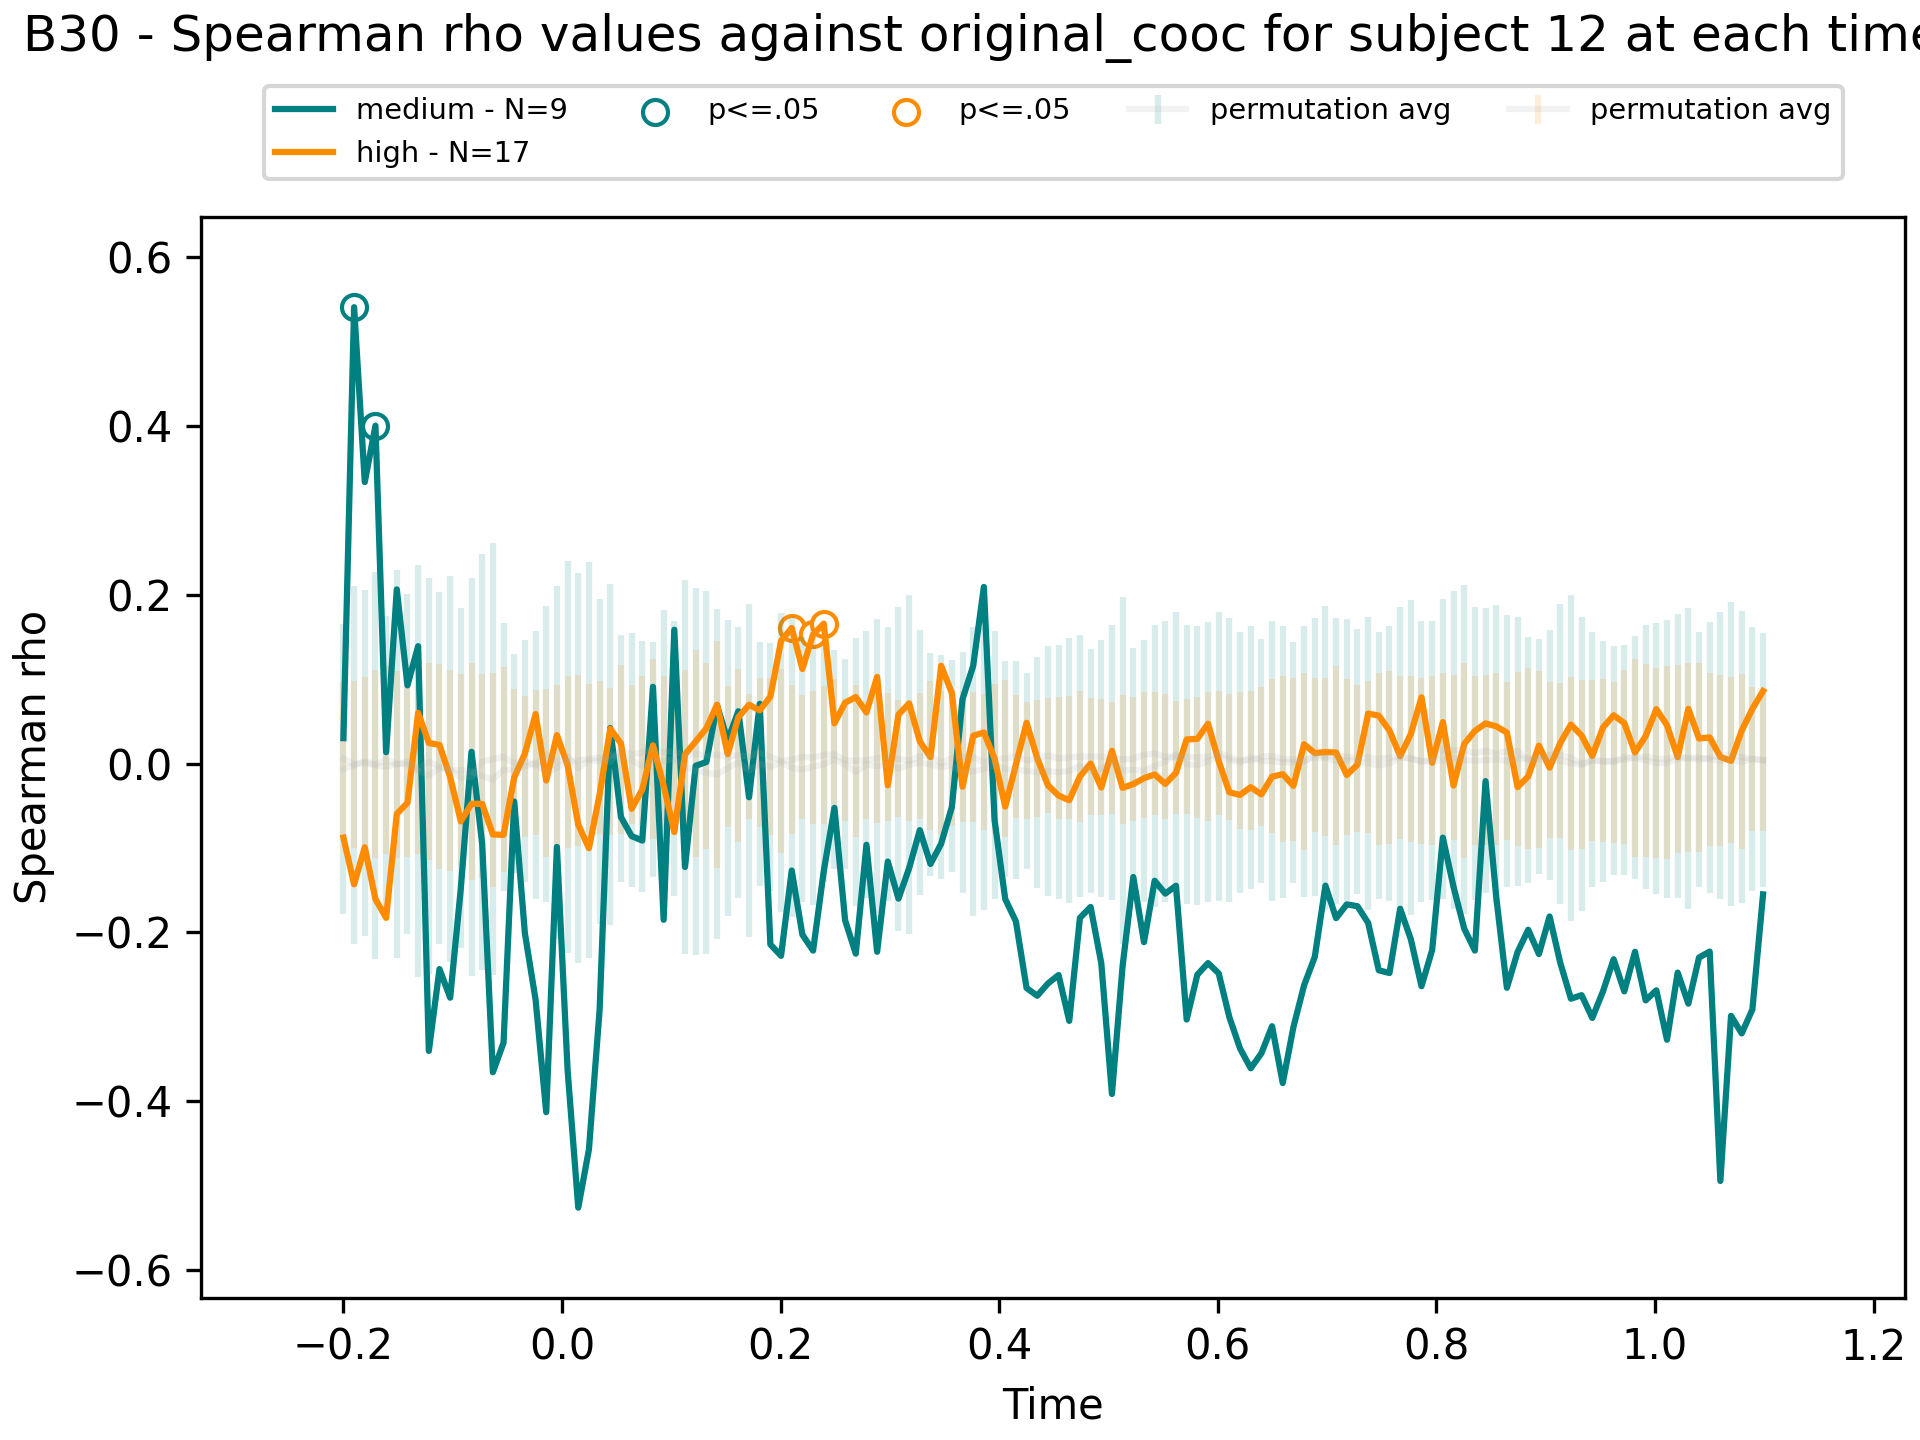 B30 - Spearman rho values against original_cooc for subject 12 at each time
medium - N=9 p<=.05 p<=.05 permutation avg permutation avg
high - N=17
Spearman rho
0.6
0.4
0.2
0.0
−0.2
−0.4
−0.6
−0.2 0.0 0.2 0.4 0.6 0.8 1.0 1.2
Time